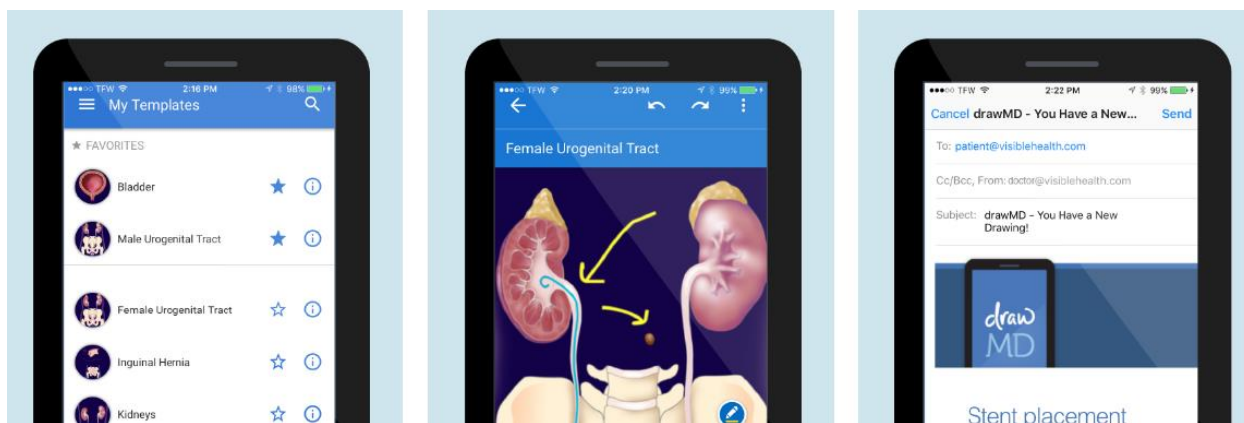 TFW 2:16 PM 98%
My Templates
FAVORITES
Bladder
Male Urogenital Tract
Female Urogenital Tract
Inguinal Hernia
Kidneys
TFW 2:20 PM 99%
Female Urogenital Tract
TFW 2:22 PM 99%
Cancel drawMD - You Have a New... Send
To: patient@visiblehealth.com
Cc/Bcc, From: doctor@visiblehealth.com
Subject: drawMD - You Have a New
Drawing!
draw
MD
Stent placement